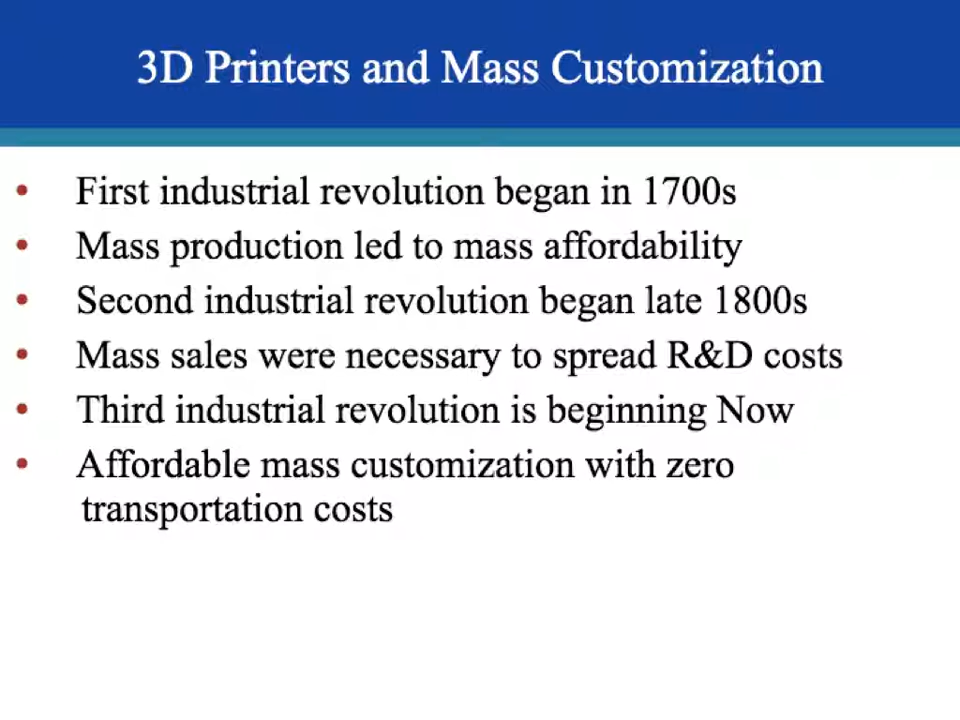 3D Printers and Mass Customization
• First industrial revolution began in 1700s
• Mass production led to mass affordability
• Second industrial revolution began late 1800s
• Mass sales were necessary to spread R&D costs
• Third industrial revolution is beginning Now
• Affordable mass customization with zero
transportation costs